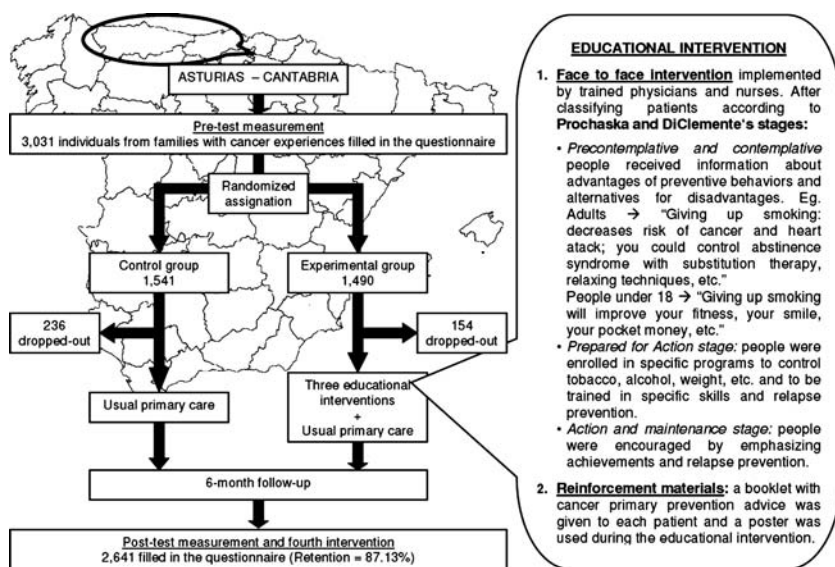 ASTURIAS – CANTABRIA
Pre-test measurement
3,031 individuals from families with cancer experiences filled in the questionnaire
Randomized
assignation
Control group
1,541
Experimental group
1,490
236
dropped-out
154
dropped-out
Usual primary care
Three educational
interventions
+
Usual primary care
6-month follow-up
Post-test measurement and fourth intervention
2,641 filled in the questionnaire (Retention = 87.13%)
EDUCATIONAL INTERVENTION
1. Face to face intervention implemented
by trained physicians and nurses. After
classifying patients according to
Prochaska and DiClemente's stages:
• Precontemplative and contemplative
people received information about
advantages of preventive behaviors and
alternatives for disadvantages. Eg.
Adults → "Giving up smoking:
decreases risk of cancer and heart
atack; you could control abstinence
syndrome with substitution therapy,
relaxing techniques, etc."
People under 18 → "Giving up smoking
will improve your fitness, your smile,
your pocket money, etc."
• Prepared for Action stage: people were
enrolled in specific programs to control
tobacco, alcohol, weight, etc. and to be
trained in specific skills and relapse
prevention.
• Action and maintenance stage: people
were encouraged by emphasizing
achievements and relapse prevention.
2. Reinforcement materials: a booklet with
cancer primary prevention advice was
given to each patient and a poster was
used during the educational intervention.